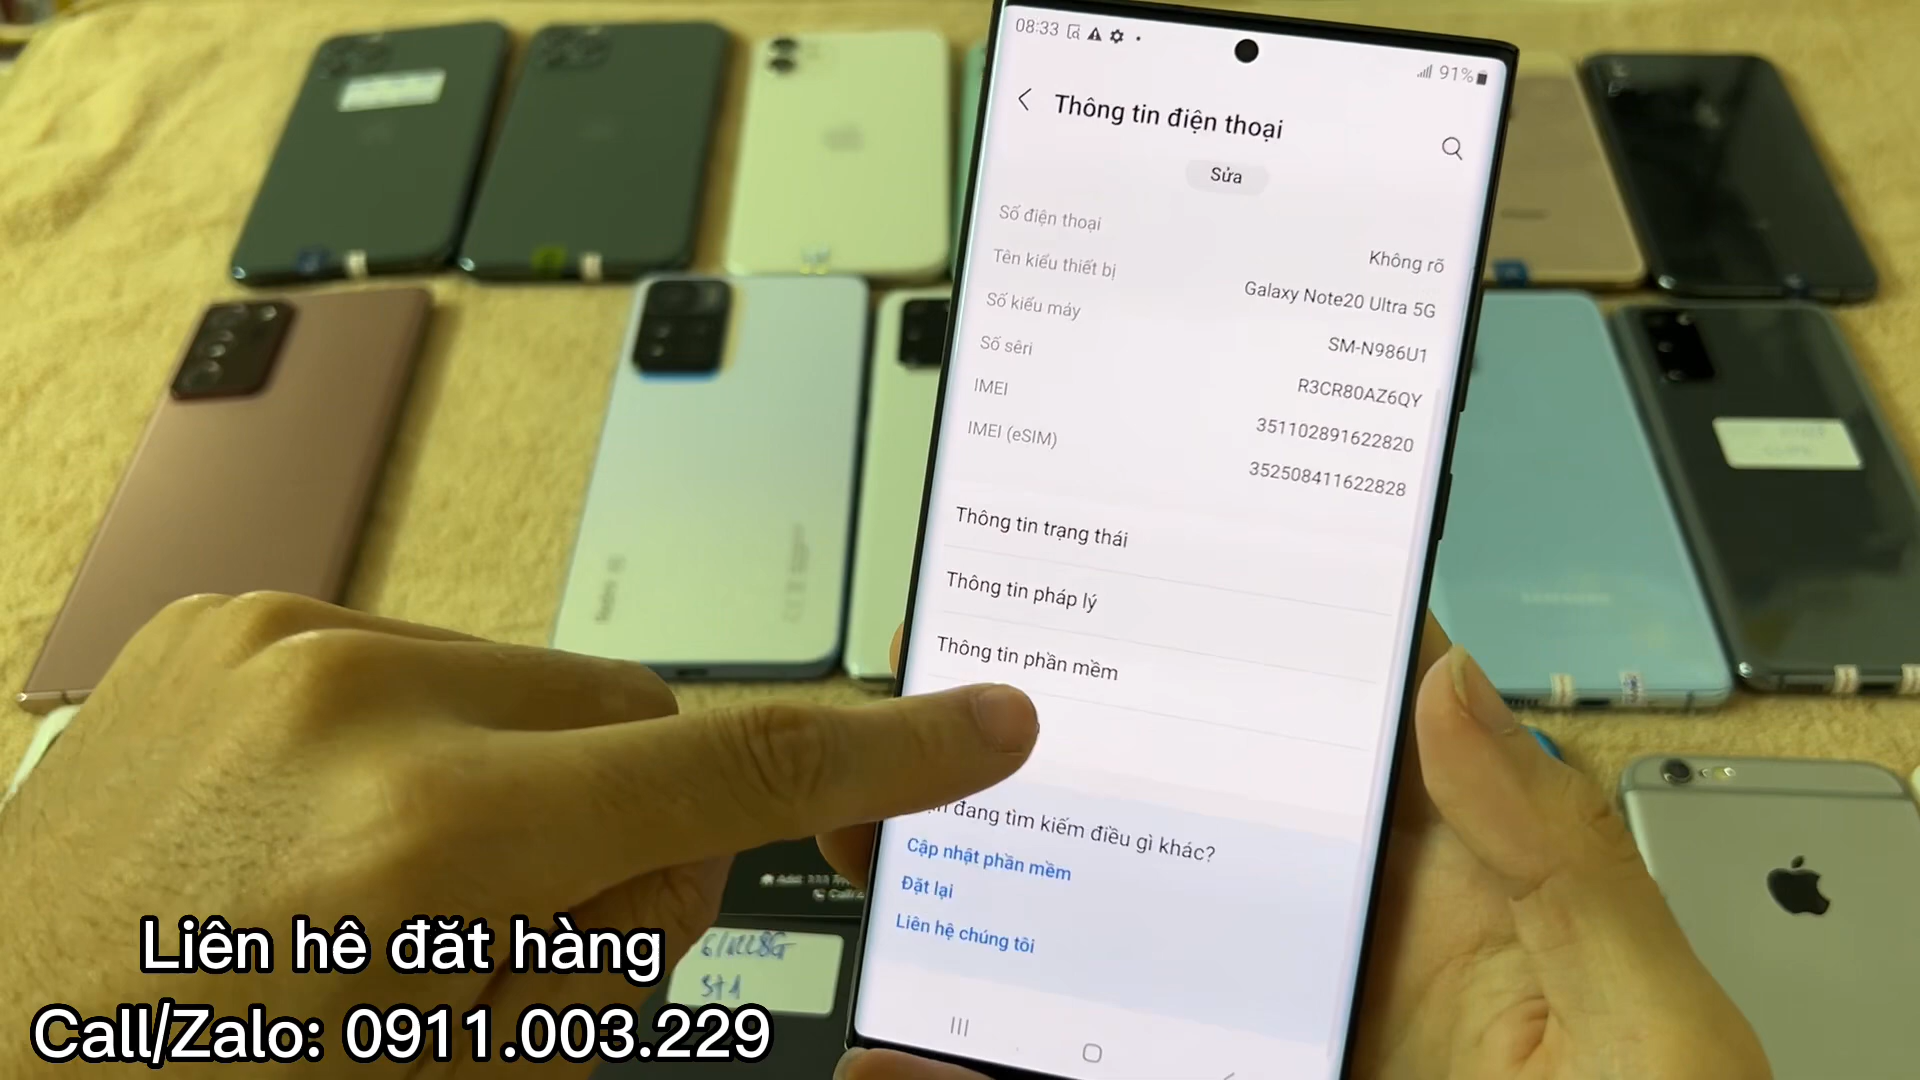 08:33
91%
Thông tin điện thoại
Sửa
Số điện thoại
Không rõ
Tên kiểu thiết bị
Galaxy Note20 Ultra 5G
Số kiểu máy
SM-N986U1
Số sêri
R3CR80AZ6QY
IMEI
351102891622820
IMEI (eSIM)
352508411622828
Thông tin trạng thái
Thông tin pháp lý
Thông tin phần mềm
đang tìm kiếm điều gì khác?
Cập nhật phần mềm
Đặt lại
Liên hệ chúng tôi
Liên hê đăt hàng
Call/Zalo: 0911.003.229